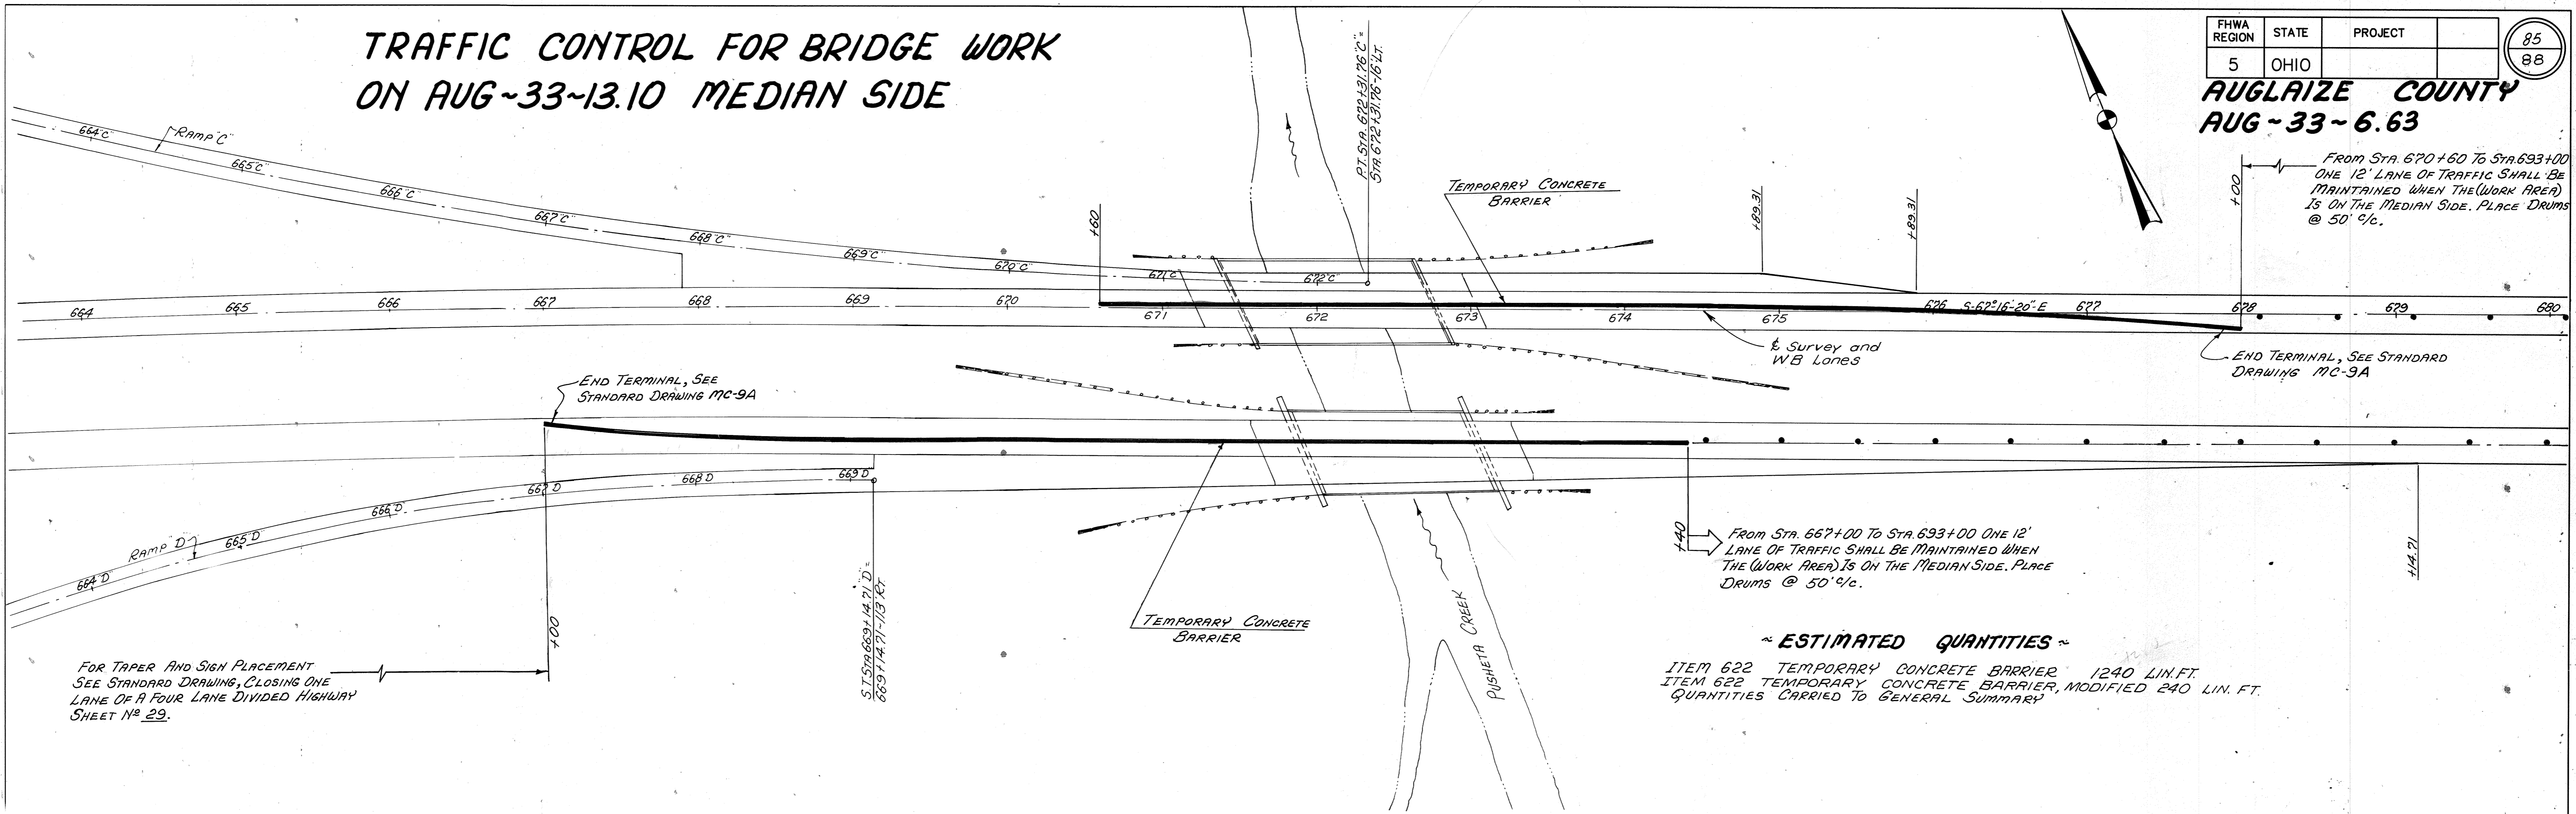 TRAFFIC CONTROL FOR BRIDGE WORK
ON AUG~33~13.10 MEDIAN SIDE
FHWA REGION STATE PROJECT
5 OHIO
85
88
AUGLAIZE COUNTY
AUG~33~6.63
FROM STA. 670+60 TO STA. 693+00
ONE 12' LANE OF TRAFFIC SHALL BE
MAINTAINED WHEN THE (WORK AREA)
IS ON THE MEDIAN SIDE. PLACE DRUMS
@ 50' c/c.
P.T. STA. 672+31.76 "C" =
STA. 672+31.76-16' LT.
RAMP "C"
664"C" 665"C" 666"C" 667"C" 668"C" 669"C" 670"C" 671"C" 672"C"
+60
TEMPORARY CONCRETE
BARRIER
+89.31
+89.31
+00
664 665 666 667 668 669 670 671 672 673 674 675 676 S-67°-16'-20"-E 677 678 679 680
℄ Survey and
WB Lanes
END TERMINAL, SEE STANDARD
DRAWING MC-9A
END TERMINAL, SEE
STANDARD DRAWING MC-9A
RAMP "D"
664 D 665 D 666 D 667 D 668 D 669 D
+00
S.T. STA 669+14.71 "D" =
669+14.71-113' RT.
TEMPORARY CONCRETE
BARRIER
PUSHETA CREEK
+40
FROM STA. 667+00 TO STA. 693+00 ONE 12'
LANE OF TRAFFIC SHALL BE MAINTAINED WHEN
THE (WORK AREA) IS ON THE MEDIAN SIDE. PLACE
DRUMS @ 50' c/c.
+14.71
FOR TAPER AND SIGN PLACEMENT
SEE STANDARD DRAWING, CLOSING ONE
LANE OF A FOUR LANE DIVIDED HIGHWAY
SHEET Nº 29.
~ ESTIMATED QUANTITIES ~
ITEM 622 TEMPORARY CONCRETE BARRIER 1240 LIN. FT.
ITEM 622 TEMPORARY CONCRETE BARRIER, MODIFIED 240 LIN. FT.
QUANTITIES CARRIED TO GENERAL SUMMARY